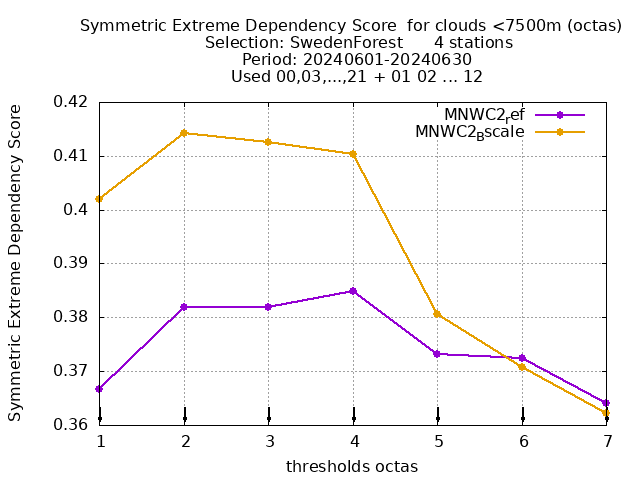 Symmetric Extreme Dependency Score  for clouds <7500m (octas)
Selection: SwedenForest      4 stations
Period: 20240601-20240630
Used 00,03,...,21 + 01 02 ... 12
MNWC2ref
MNWC2Bscale
Symmetric Extreme Dependency Score
0.42
0.41
0.4
0.39
0.38
0.37
0.36
1 2 3 4 5 6 7
thresholds octas